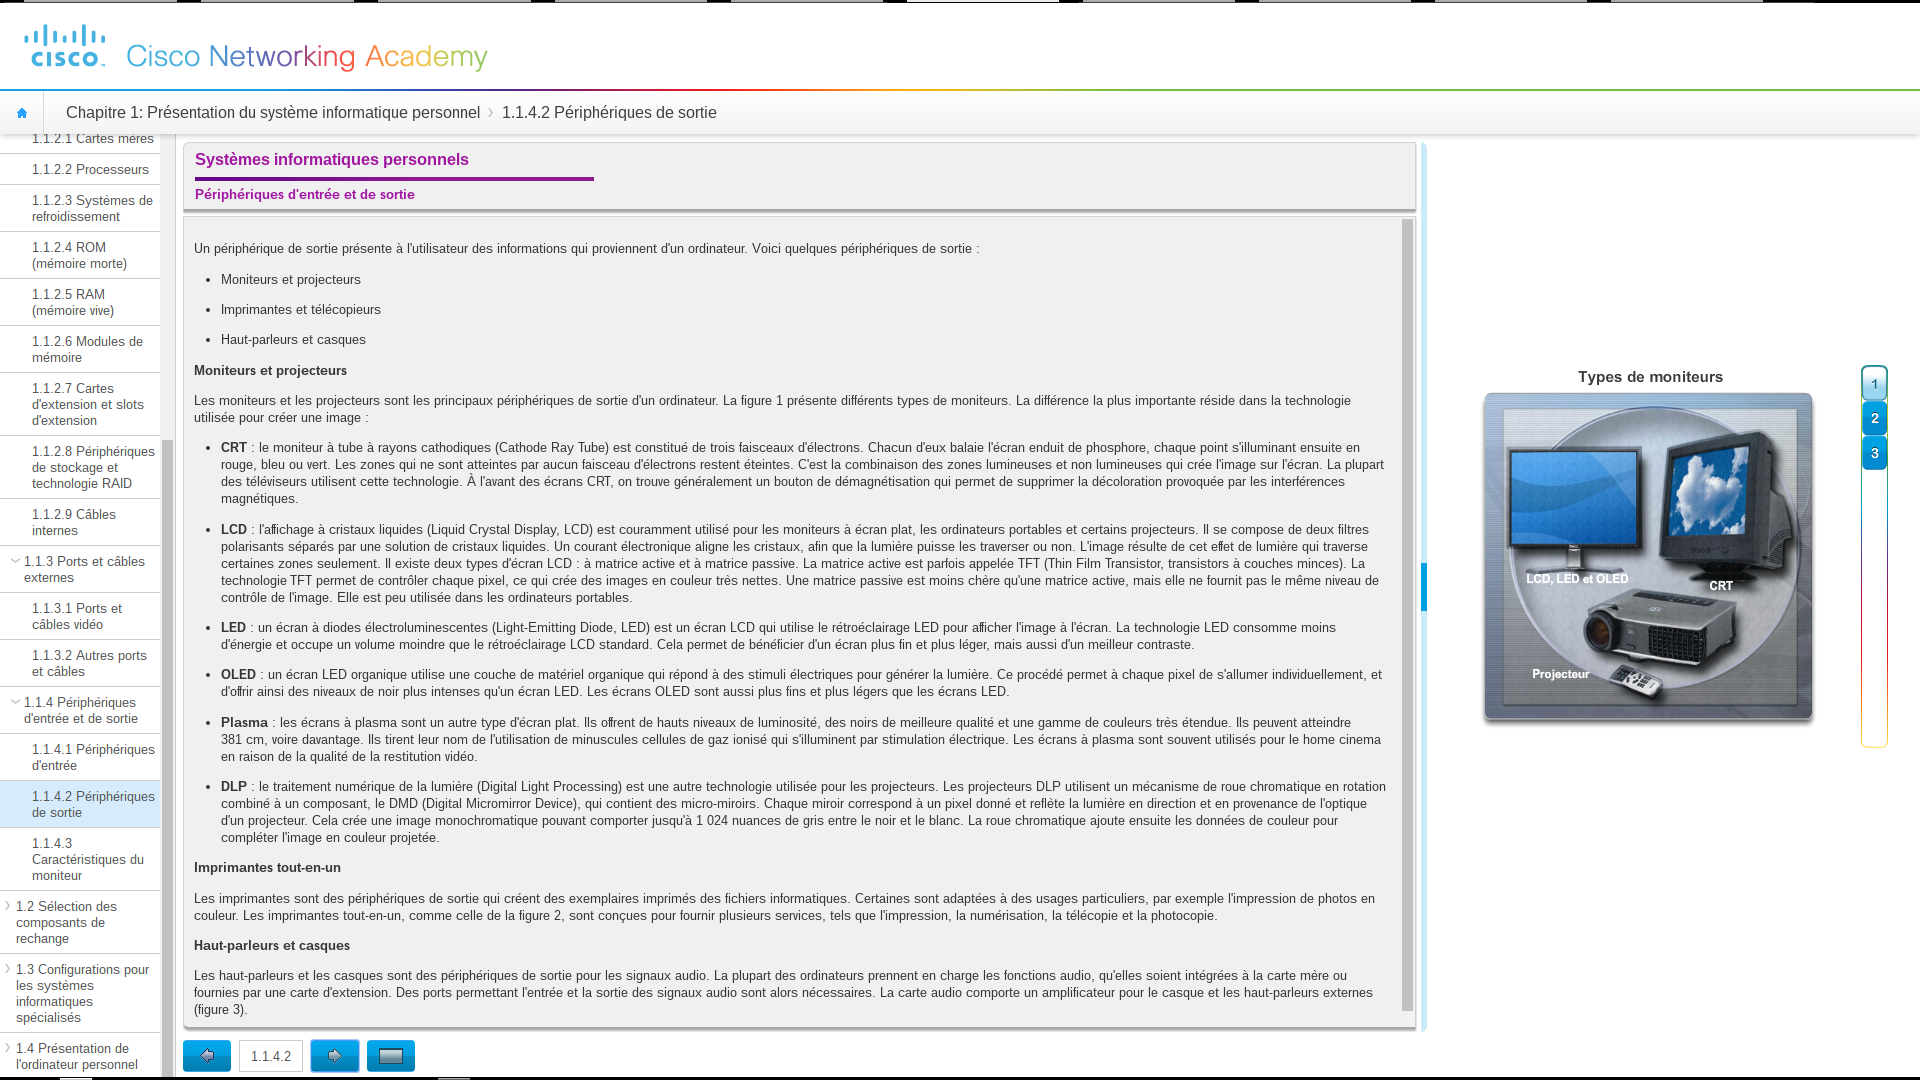 cisco
Cisco Networking Academy
Chapitre 1: Présentation du système informatique personnel
1.1.4.2 Périphériques de sortie
1.1.2.1 Cartes mères
1.1.2.2 Processeurs
1.1.2.3 Systèmes de
refroidissement
1.1.2.4 ROM
(mémoire morte)
1.1.2.5 RAM
(mémoire vive)
1.1.2.6 Modules de
mémoire
1.1.2.7 Cartes
d'extension et slots
d'extension
1.1.2.8 Périphériques
de stockage et
technologie RAID
1.1.2.9 Câbles
internes
1.1.3 Ports et câbles
externes
1.1.3.1 Ports et
câbles vidéo
1.1.3.2 Autres ports
et câbles
1.1.4 Périphériques
d'entrée et de sortie
1.1.4.1 Périphériques
d'entrée
1.1.4.2 Périphériques
de sortie
1.1.4.3
Caractéristiques du
moniteur
1.2 Sélection des
composants de
rechange
1.3 Configurations pour
les systèmes
informatiques
spécialisés
1.4 Présentation de
l'ordinateur personnel
Systèmes informatiques personnels
Périphériques d'entrée et de sortie
Un périphérique de sortie présente à l'utilisateur des informations qui proviennent d'un ordinateur. Voici quelques périphériques de sortie :
• Moniteurs et projecteurs
• Imprimantes et télécopieurs
• Haut-parleurs et casques
Moniteurs et projecteurs
Les moniteurs et les projecteurs sont les principaux périphériques de sortie d'un ordinateur. La figure 1 présente différents types de moniteurs. La différence la plus importante réside dans la technologie
utilisée pour créer une image :
• CRT : le moniteur à tube à rayons cathodiques (Cathode Ray Tube) est constitué de trois faisceaux d'électrons. Chacun d'eux balaie l'écran enduit de phosphore, chaque point s'illuminant ensuite en
rouge, bleu ou vert. Les zones qui ne sont atteintes par aucun faisceau d'électrons restent éteintes. C'est la combinaison des zones lumineuses et non lumineuses qui crée l'image sur l'écran. La plupart
des téléviseurs utilisent cette technologie. À l'avant des écrans CRT, on trouve généralement un bouton de démagnétisation qui permet de supprimer la décoloration provoquée par les interférences
magnétiques.
• LCD : l'affichage à cristaux liquides (Liquid Crystal Display, LCD) est couramment utilisé pour les moniteurs à écran plat, les ordinateurs portables et certains projecteurs. Il se compose de deux filtres
polarisants séparés par une solution de cristaux liquides. Un courant électronique aligne les cristaux, afin que la lumière puisse les traverser ou non. L'image résulte de cet effet de lumière qui traverse
certaines zones seulement. Il existe deux types d'écran LCD : à matrice active et à matrice passive. La matrice active est parfois appelée TFT (Thin Film Transistor, transistors à couches minces). La
technologie TFT permet de contrôler chaque pixel, ce qui crée des images en couleur très nettes. Une matrice passive est moins chère qu'une matrice active, mais elle ne fournit pas le même niveau de
contrôle de l'image. Elle est peu utilisée dans les ordinateurs portables.
• LED : un écran à diodes électroluminescentes (Light-Emitting Diode, LED) est un écran LCD qui utilise le rétroéclairage LED pour afficher l'image à l'écran. La technologie LED consomme moins
d'énergie et occupe un volume moindre que le rétroéclairage LCD standard. Cela permet de bénéficier d'un écran plus fin et plus léger, mais aussi d'un meilleur contraste.
• OLED : un écran LED organique utilise une couche de matériel organique qui répond à des stimuli électriques pour générer la lumière. Ce procédé permet à chaque pixel de s'allumer individuellement, et
d'offrir ainsi des niveaux de noir plus intenses qu'un écran LED. Les écrans OLED sont aussi plus fins et plus légers que les écrans LED.
• Plasma : les écrans à plasma sont un autre type d'écran plat. Ils offrent de hauts niveaux de luminosité, des noirs de meilleure qualité et une gamme de couleurs très étendue. Ils peuvent atteindre
381 cm, voire davantage. Ils tirent leur nom de l'utilisation de minuscules cellules de gaz ionisé qui s'illuminent par stimulation électrique. Les écrans à plasma sont souvent utilisés pour le home cinema
en raison de la qualité de la restitution vidéo.
• DLP : le traitement numérique de la lumière (Digital Light Processing) est une autre technologie utilisée pour les projecteurs. Les projecteurs DLP utilisent un mécanisme de roue chromatique en rotation
combiné à un composant, le DMD (Digital Micromirror Device), qui contient des micro-miroirs. Chaque miroir correspond à un pixel donné et reflète la lumière en direction et en provenance de l'optique
d'un projecteur. Cela crée une image monochromatique pouvant comporter jusqu'à 1 024 nuances de gris entre le noir et le blanc. La roue chromatique ajoute ensuite les données de couleur pour
compléter l'image en couleur projetée.
Imprimantes tout-en-un
Les imprimantes sont des périphériques de sortie qui créent des exemplaires imprimés des fichiers informatiques. Certaines sont adaptées à des usages particuliers, par exemple l'impression de photos en
couleur. Les imprimantes tout-en-un, comme celle de la figure 2, sont conçues pour fournir plusieurs services, tels que l'impression, la numérisation, la télécopie et la photocopie.
Haut-parleurs et casques
Les haut-parleurs et les casques sont des périphériques de sortie pour les signaux audio. La plupart des ordinateurs prennent en charge les fonctions audio, qu'elles soient intégrées à la carte mère ou
fournies par une carte d'extension. Des ports permettant l'entrée et la sortie des signaux audio sont alors nécessaires. La carte audio comporte un amplificateur pour le casque et les haut-parleurs externes
(figure 3).
1.1.4.2
Types de moniteurs
LCD, LED et OLED
CRT
Projecteur
1
2
3